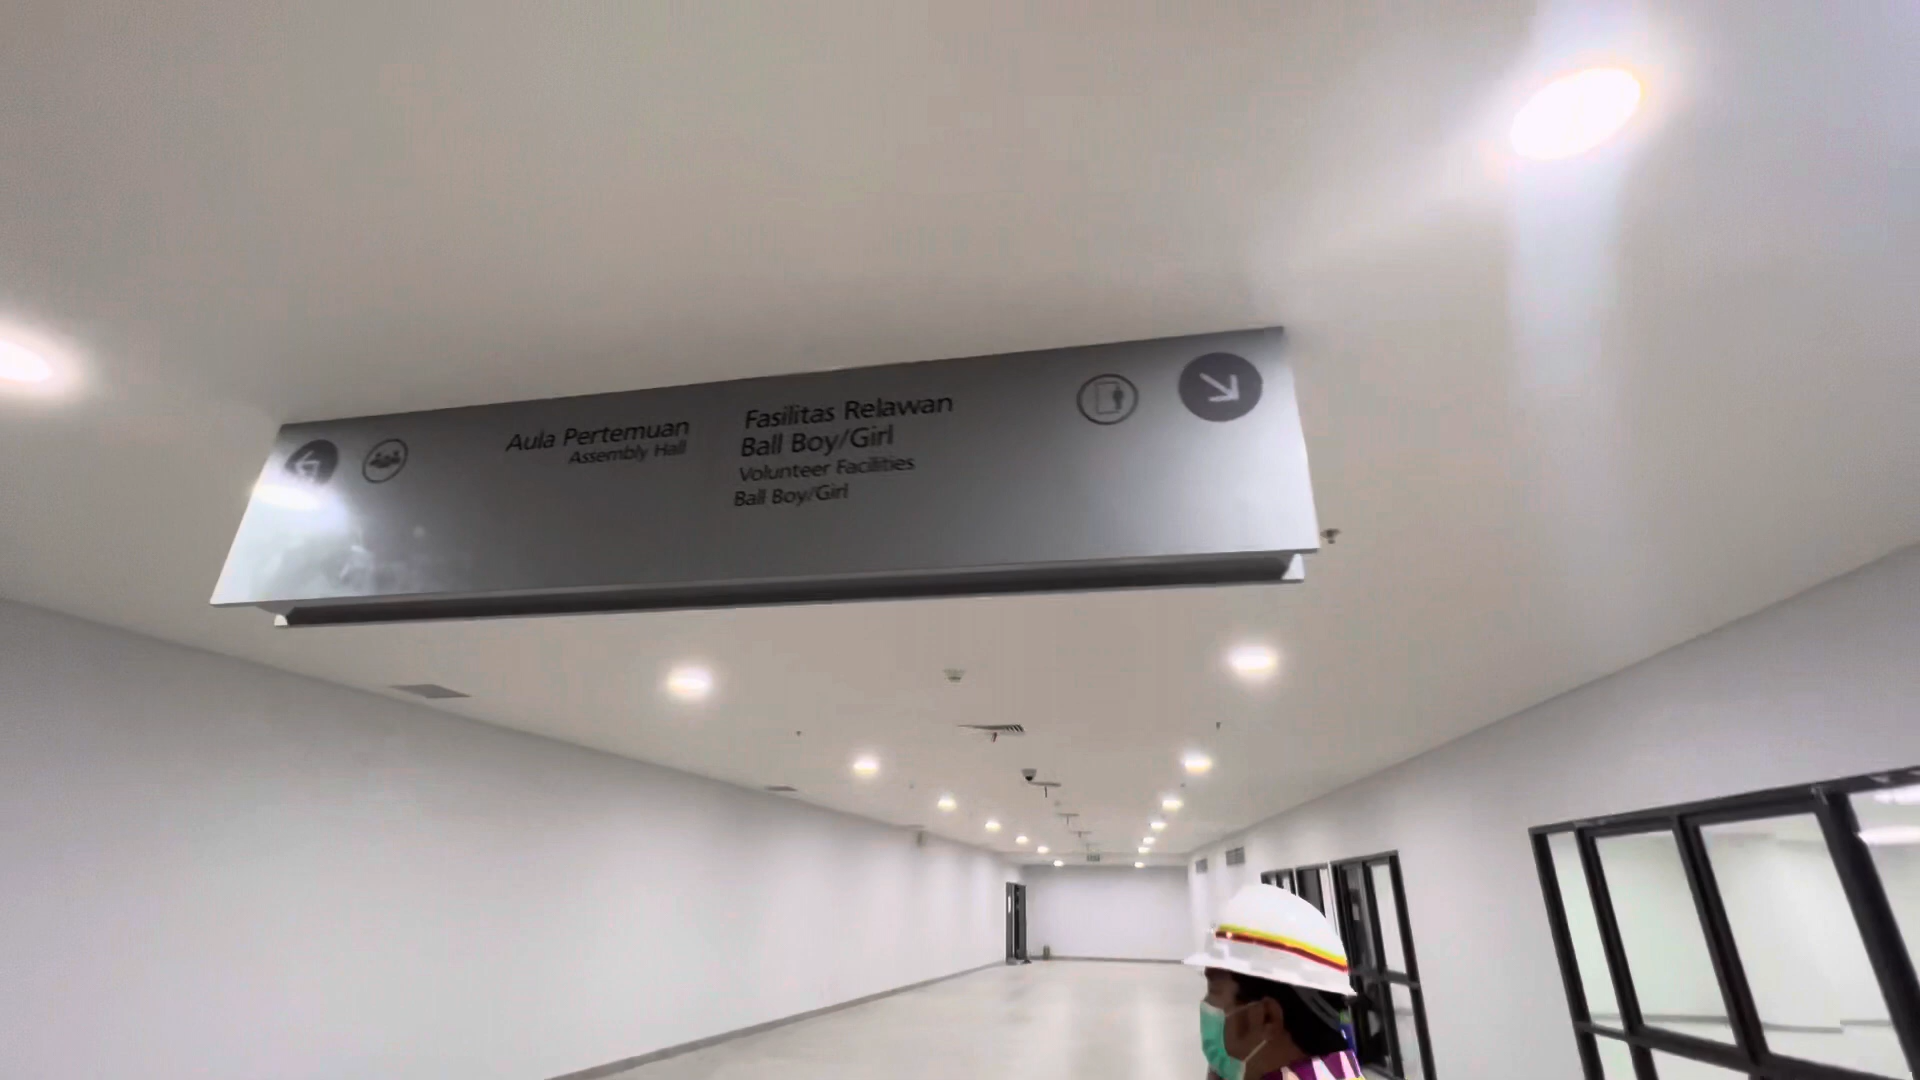 Aula Pertemuan
Assembly Hall
Fasilitas Relawan
Ball Boy/Girl
Volunteer Facilities
Ball Boy/Girl